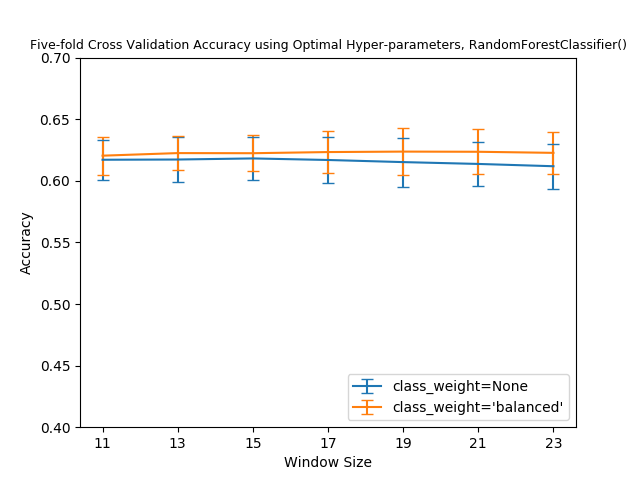 Five-fold Cross Validation Accuracy using Optimal Hyper-parameters, RandomForestClassifier()
0.70
0.65
0.60
0.55
0.50
0.45
0.40
Accuracy
class_weight=None
class_weight='balanced'
11 13 15 17 19 21 23
Window Size